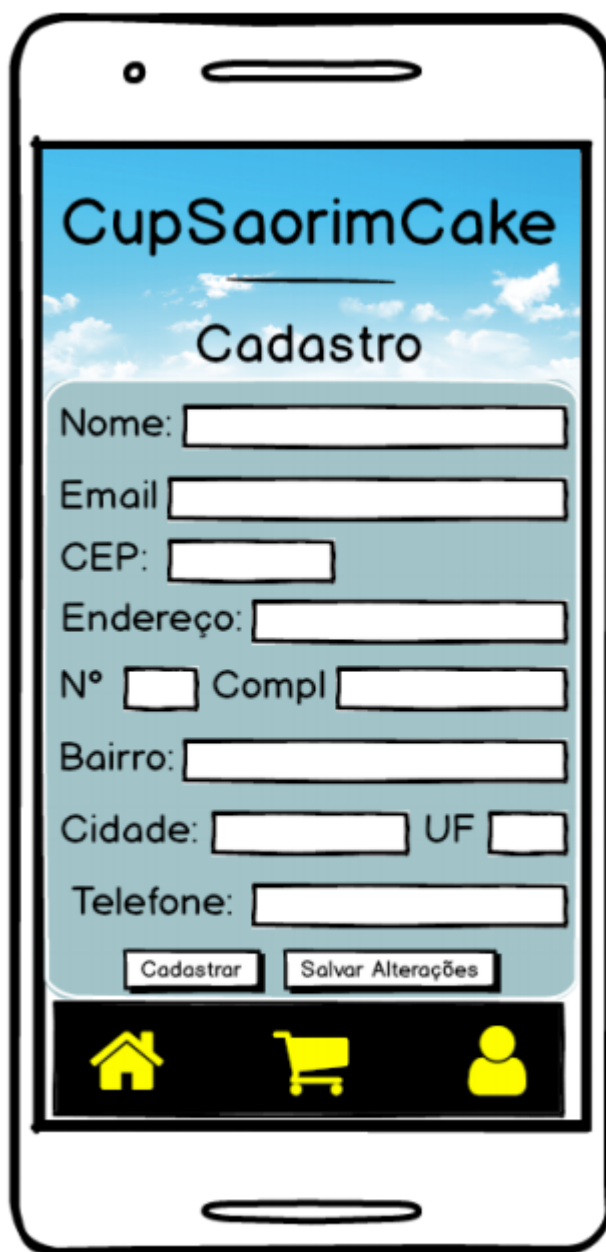 CupSaorimCake
Cadastro
Nome:
Email
CEP:
Endereço:
Nº Compl
Bairro:
Cidade: UF
Telefone:
Cadastrar Salvar Alterações